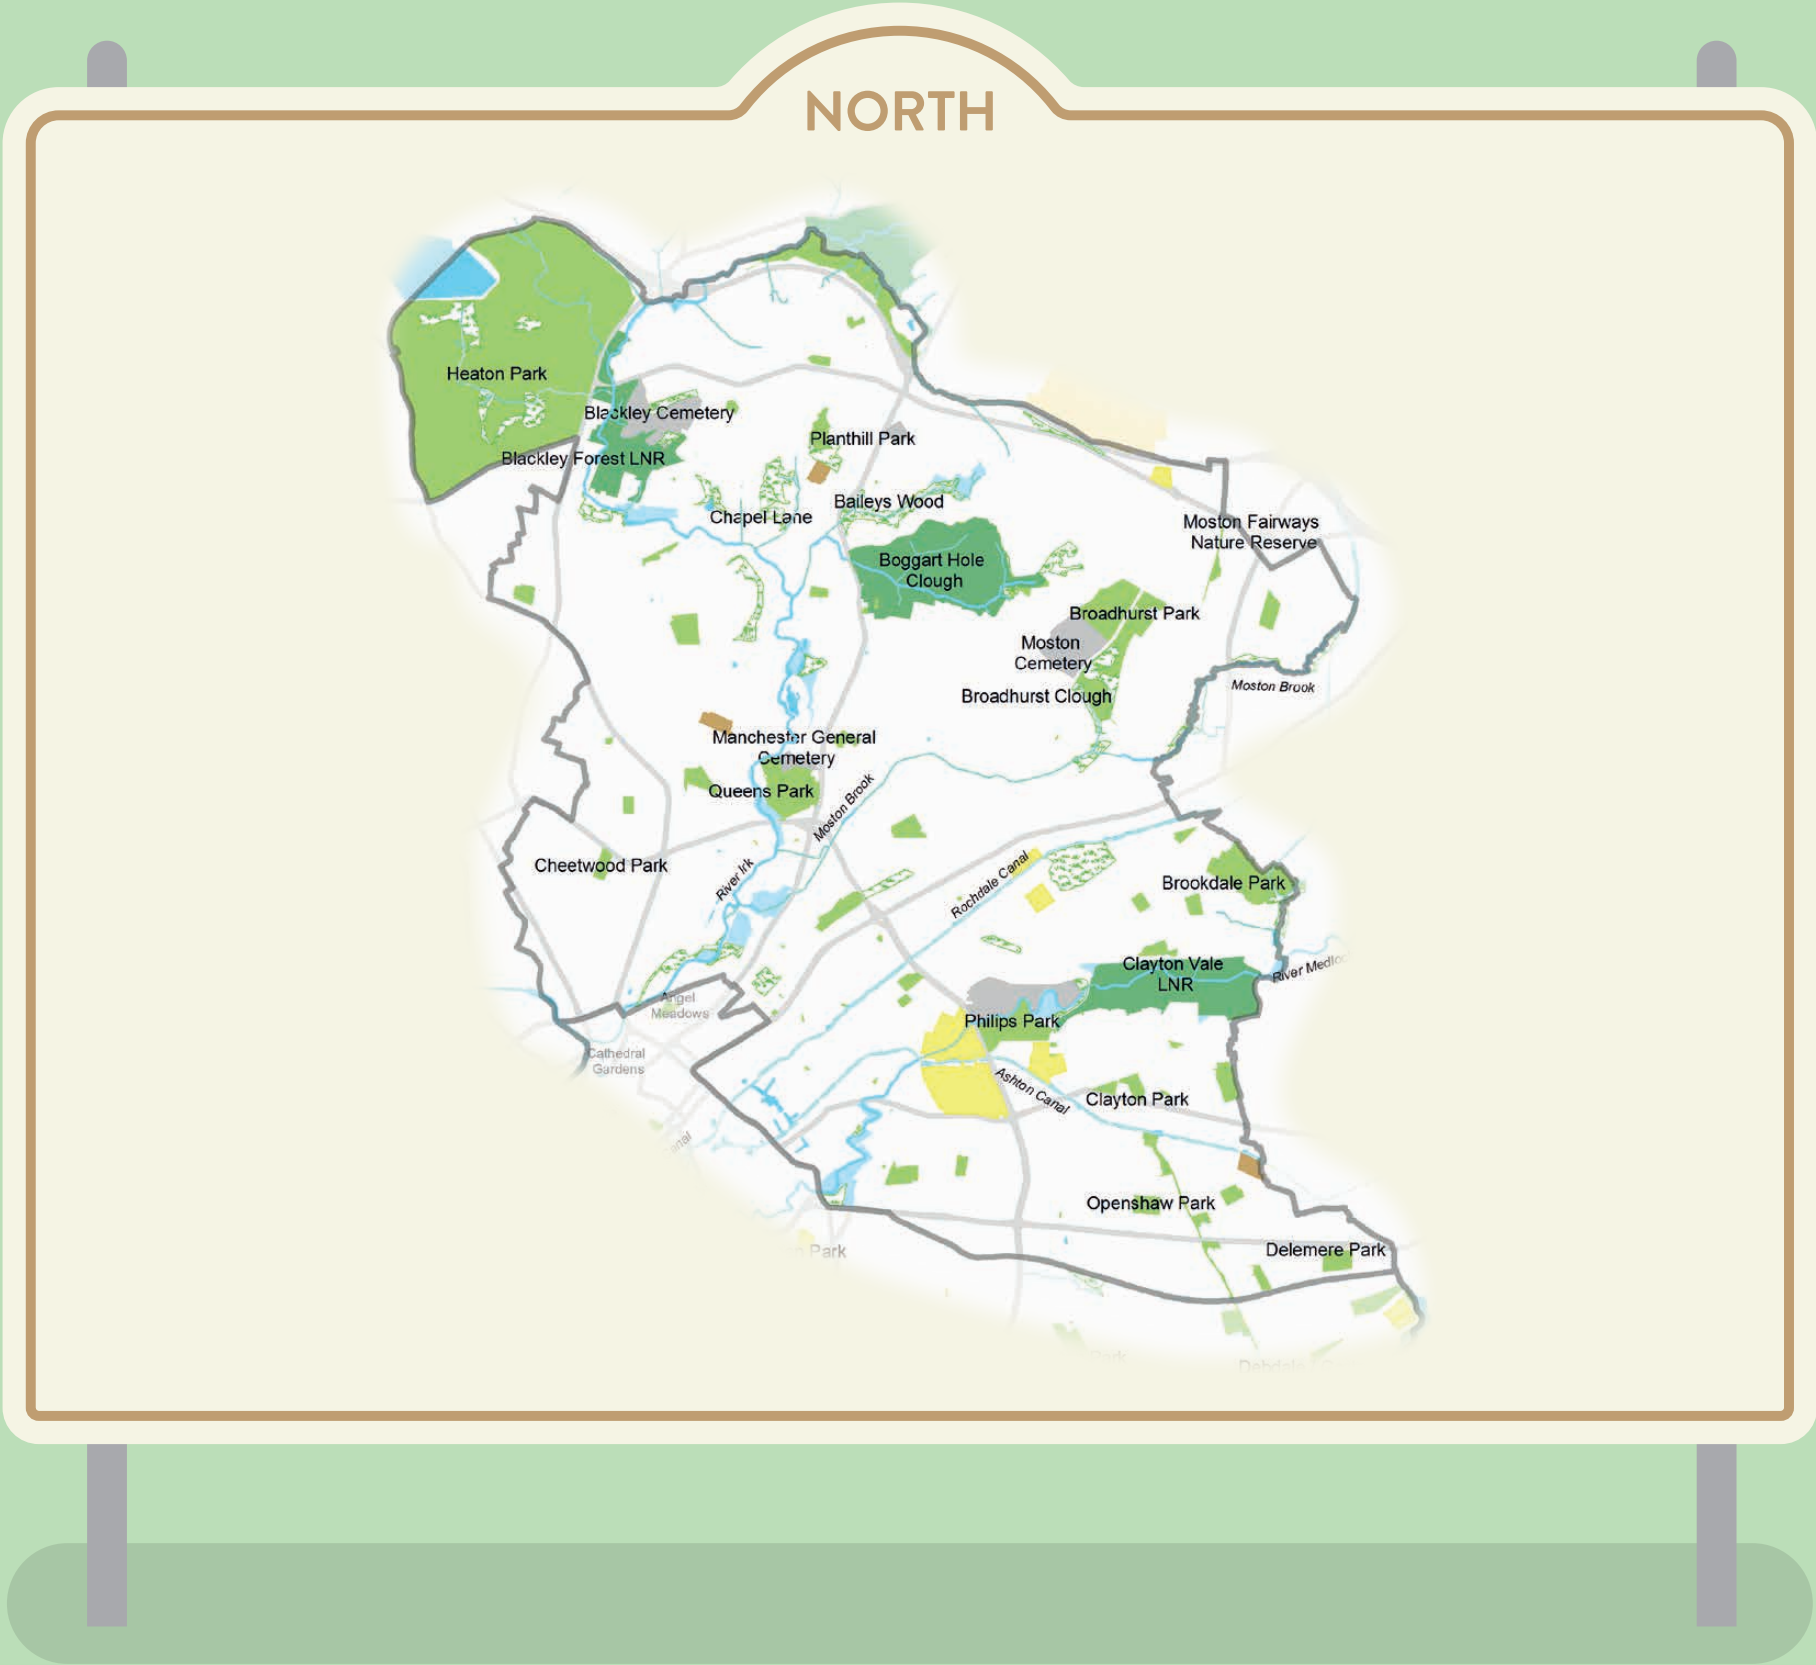 NORTH
Heaton Park
Blackley Cemetery
Planthill Park
Blackley Forest LNR
Baileys Wood
Chapel Lane
Moston Fairways
Nature Reserve
Boggart Hole
Clough
Broadhurst Park
Moston
Cemetery
Moston Brook
Broadhurst Clough
Manchester General
Cemetery
Queens Park
Moston Brook
Cheetwood Park
River Irk
Rochdale Canal
Brookdale Park
Clayton Vale
LNR
River Medloc
Angel
Meadows
Philips Park
Cathedral
Gardens
Ashton Canal
Clayton Park
Openshaw Park
Delemere Park
Park
Park